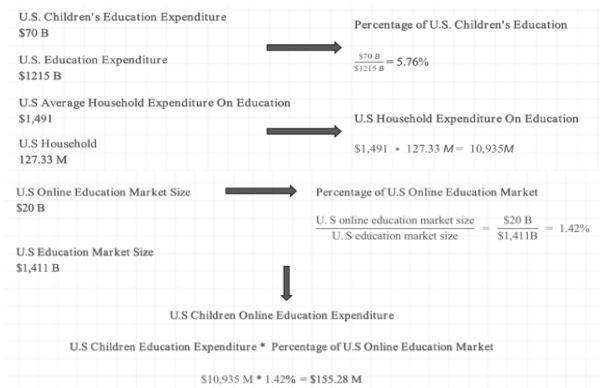 U.S. Children's Education Expenditure
$70 B
Percentage of U.S. Children's Education
U.S. Education Expenditure
$1215 B
$70 B
$1215 B
= 5.76%
U.S Average Household Expenditure On Education
$1,491
U.S Household Expenditure On Education
U.S Household
127.33 M
$1,491 * 127.33 M = 10,935M
U.S Online Education Market Size
$20 B
Percentage of U.S Online Education Market
U. S online education market size
U. S education market size
=
$20 B
$1,411B
= 1.42%
U.S Education Market Size
$1,411 B
U.S Children Online Education Expenditure
U.S Children Education Expenditure * Percentage of U.S Online Education Market
$10,935 M * 1.42% = $155.28 M